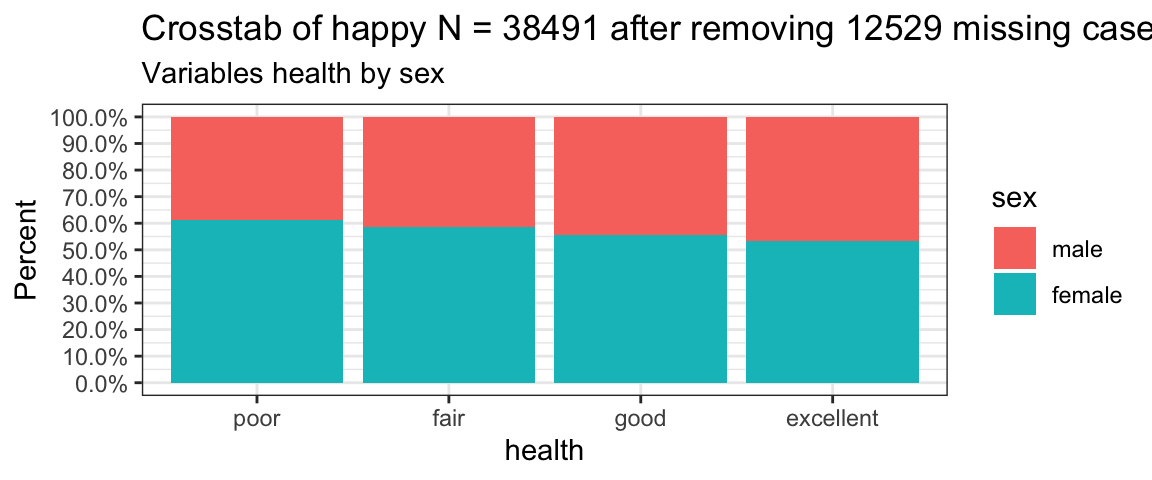 Crosstab of happy N = 38491 after removing 12529 missing case
Variables health by sex
100.0%
90.0%
80.0%
70.0%
60.0%
50.0%
40.0%
30.0%
20.0%
10.0%
0.0%
Percent
poor fair good excellent
health
sex
male
female